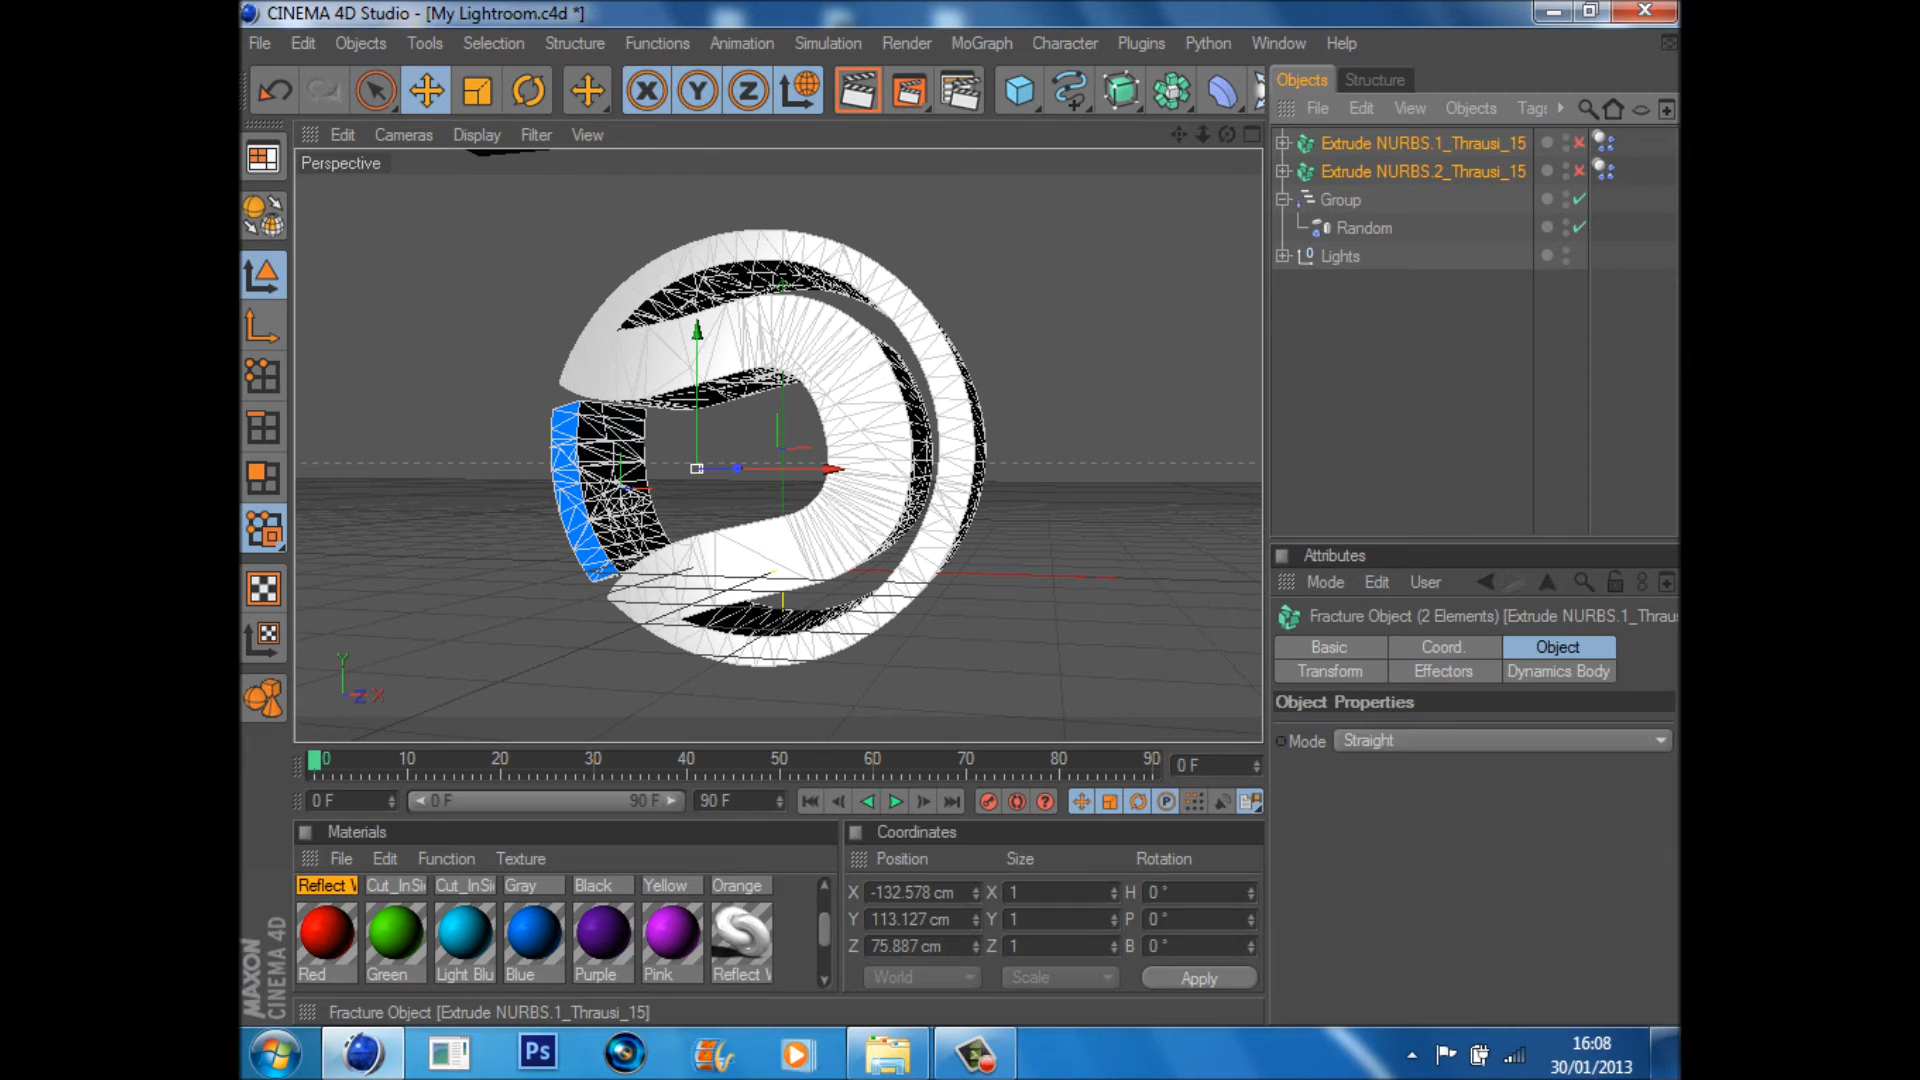 CINEMA 4D Studio - [My Lightroom.c4d *]
File Edit Objects Tools Selection Structure Functions Animation Simulation Render MoGraph Character Plugins Python Window Help
X Y Z
Objects Structure
File Edit View Objects Tags
Edit Cameras Display Filter View
Perspective
Extrude NURBS.1_Thrausi_15
Extrude NURBS.2_Thrausi_15
Group
Random
Lights
Y
Z X
Attributes
Mode Edit User
Fracture Object (2 Elements) [Extrude NURBS.1_Thrau
Basic Coord. Object
Transform Effectors Dynamics Body
Object Properties
Mode Straight
0 10 20 30 40 50 60 70 80 90 0 F
0 F 0 F 90 F 90 F
Materials
File Edit Function Texture
Reflect Cut_InSi Cut_InSi Gray Black Yellow Orange
Red Green Light Blu Blue Purple Pink Reflect
Coordinates
Position Size Rotation
X -132.578 cm X 1 H 0 °
Y 113.127 cm Y 1 P 0 °
Z 75.887 cm Z 1 B 0 °
World Scale Apply
MAXON
CINEMA 4D
Fracture Object [Extrude NURBS.1_Thrausi_15]
Ps
16:08
30/01/2013